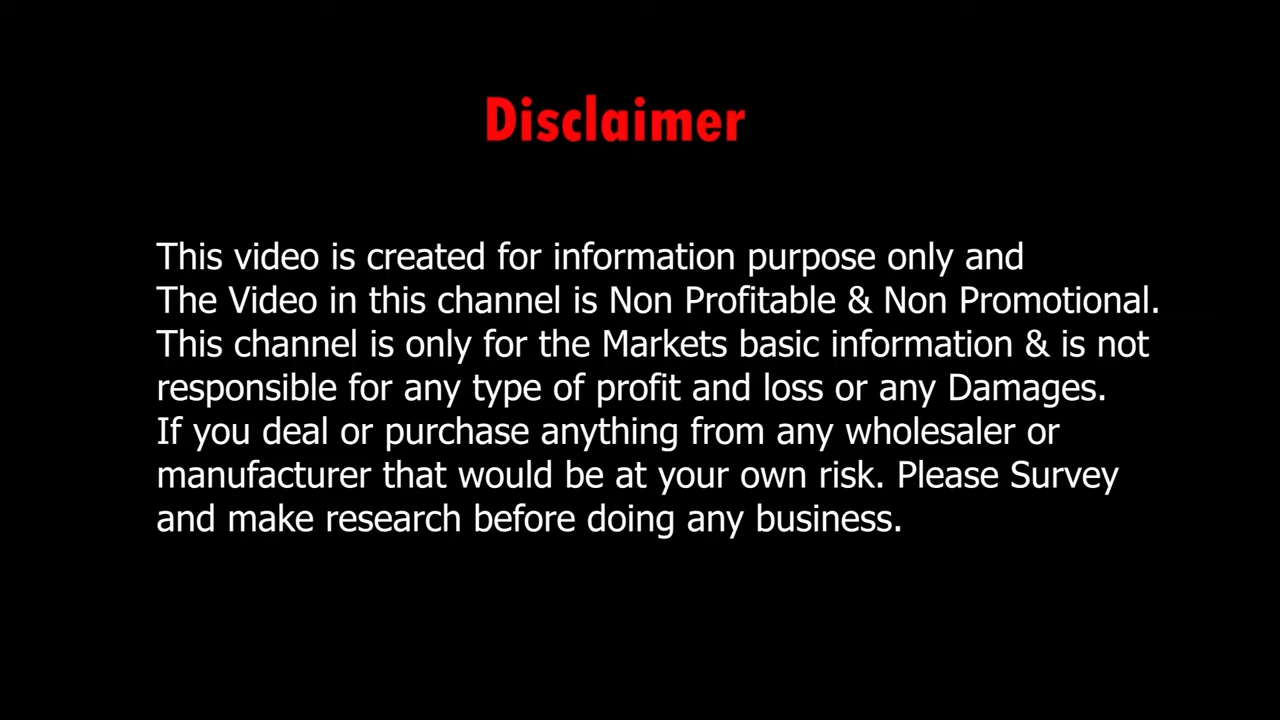 Disclaimer
This video is created for information purpose only and
The Video in this channel is Non Profitable & Non Promotional.
This channel is only for the Markets basic information & is not
responsible for any type of profit and loss or any Damages.
If you deal or purchase anything from any wholesaler or
manufacturer that would be at your own risk. Please Survey
and make research before doing any business.